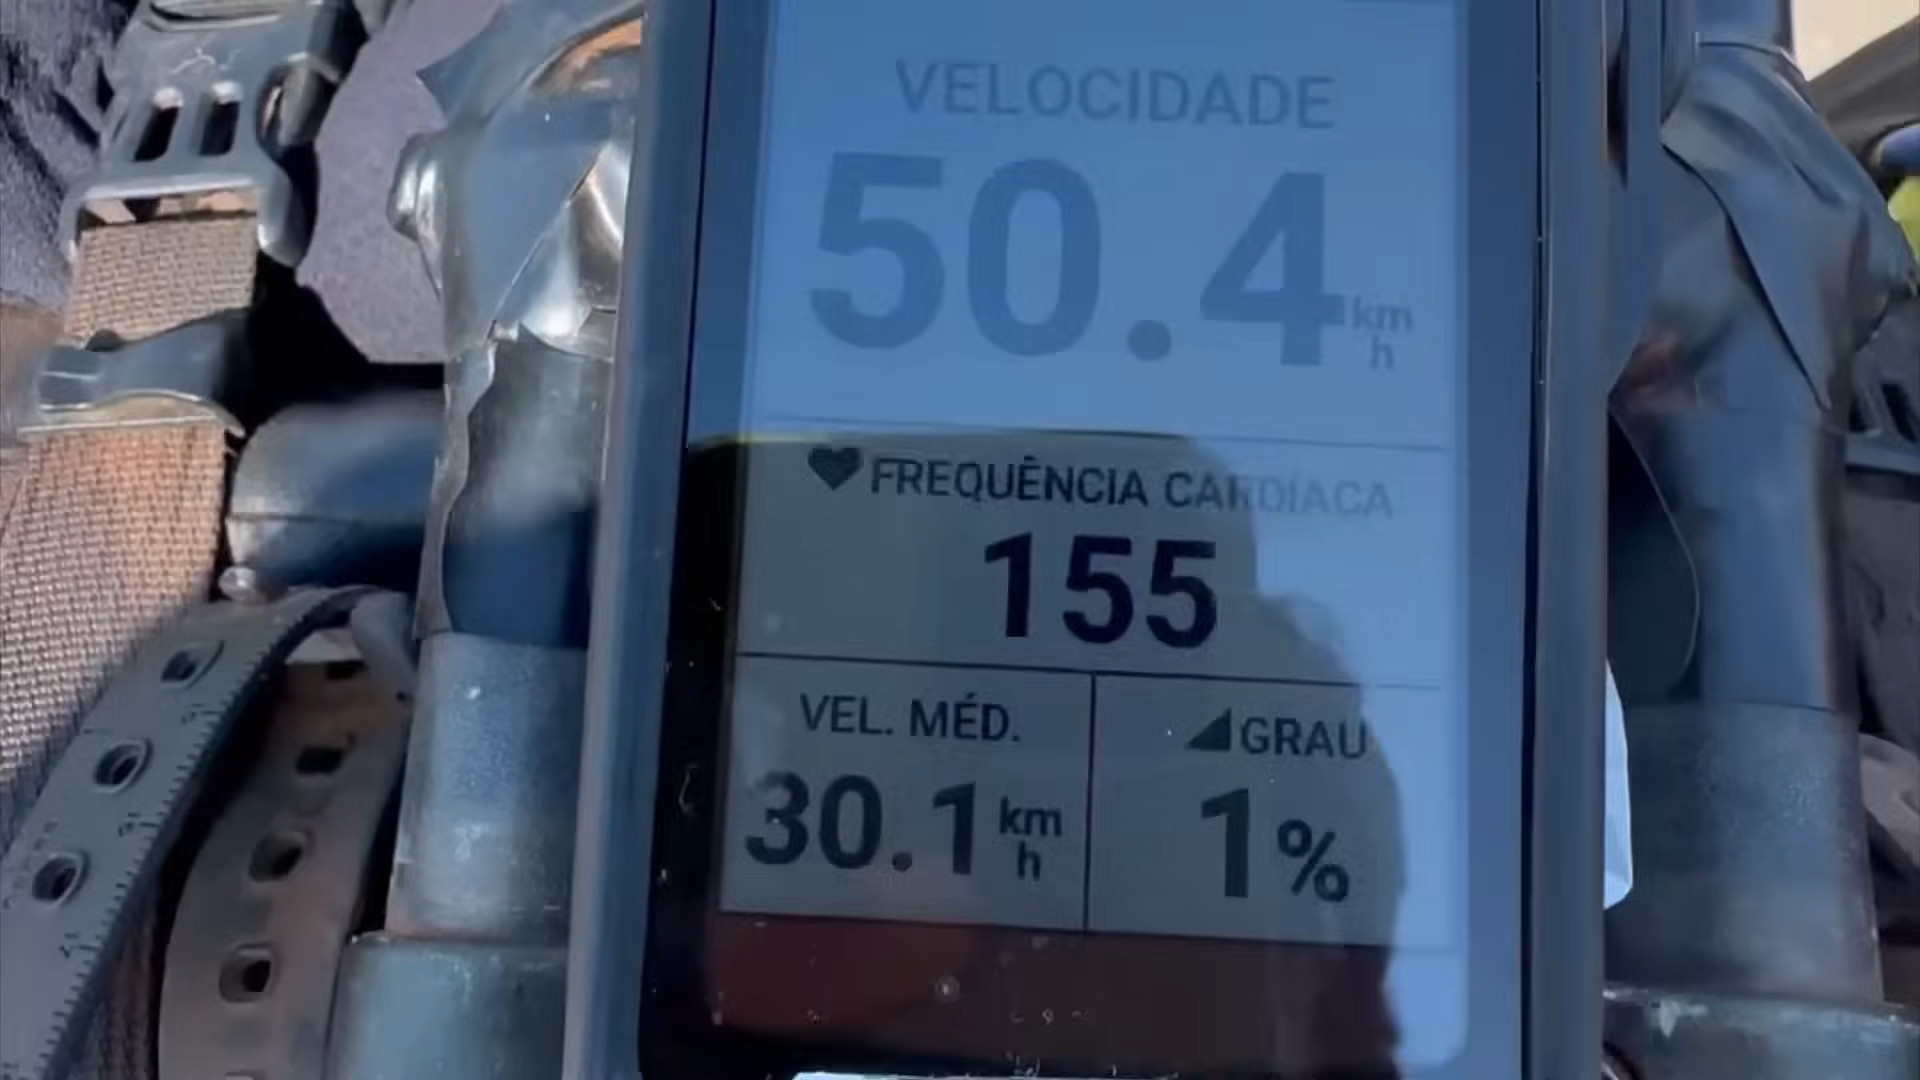 VELOCIDADE
50.4 km
h
FREQUÊNCIA CARDÍACA
155
VEL. MÉD.
30.1 km
h
GRAU
1%